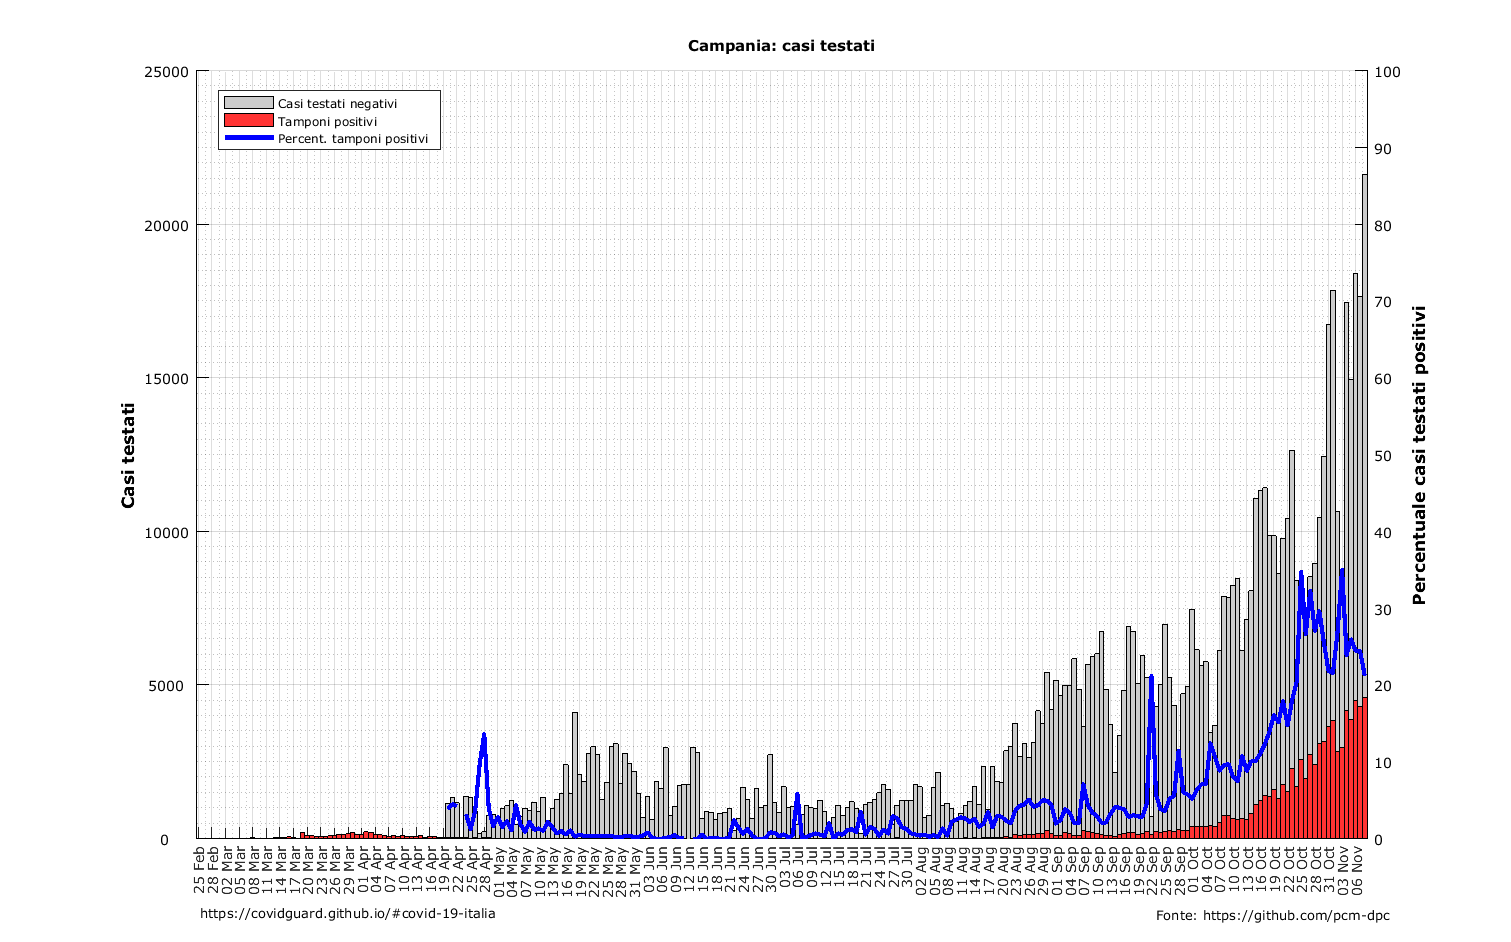 Campania: casi testati
25000
20000
15000
10000
5000
0
Casi testati
Casi testati negativi
Tamponi positivi
Percent. tamponi positivi
100
90
80
70
60
50
40
30
20
10
0
Percentuale casi testati positivi
25 Feb
28 Feb
02 Mar
05 Mar
08 Mar
11 Mar
14 Mar
17 Mar
20 Mar
23 Mar
26 Mar
29 Mar
01 Apr
04 Apr
07 Apr
10 Apr
13 Apr
16 Apr
19 Apr
22 Apr
25 Apr
28 Apr
01 May
04 May
07 May
10 May
13 May
16 May
19 May
22 May
25 May
28 May
31 May
03 Jun
06 Jun
09 Jun
12 Jun
15 Jun
18 Jun
21 Jun
24 Jun
27 Jun
30 Jun
03 Jul
06 Jul
09 Jul
12 Jul
15 Jul
18 Jul
21 Jul
24 Jul
27 Jul
30 Jul
02 Aug
05 Aug
08 Aug
11 Aug
14 Aug
17 Aug
20 Aug
23 Aug
26 Aug
29 Aug
01 Sep
04 Sep
07 Sep
10 Sep
13 Sep
16 Sep
19 Sep
22 Sep
25 Sep
28 Sep
01 Oct
04 Oct
07 Oct
10 Oct
13 Oct
16 Oct
19 Oct
22 Oct
25 Oct
28 Oct
31 Oct
03 Nov
06 Nov
https://covidguard.github.io/#covid-19-italia
Fonte: https://github.com/pcm-dpc